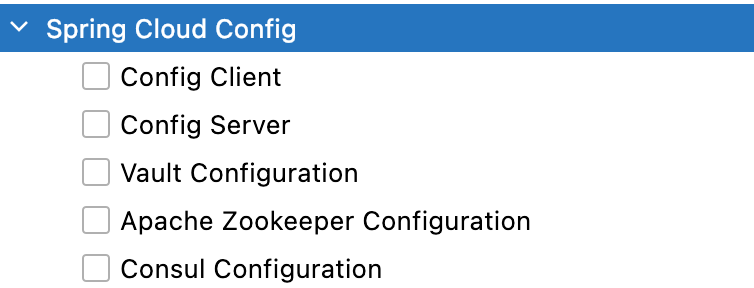 Spring Cloud Config
Config Client
Config Server
Vault Configuration
Apache Zookeeper Configuration
Consul Configuration